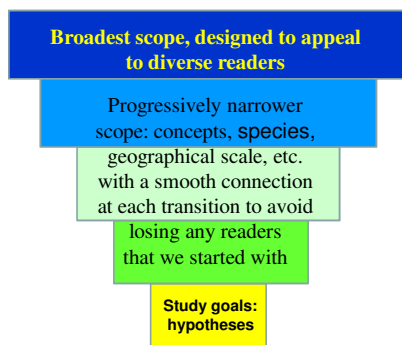 Broadest scope, designed to appeal
to diverse readers
Progressively narrower
scope: concepts, species,
geographical scale, etc.
with a smooth connection
at each transition to avoid
losing any readers
that we started with
Study goals:
hypotheses